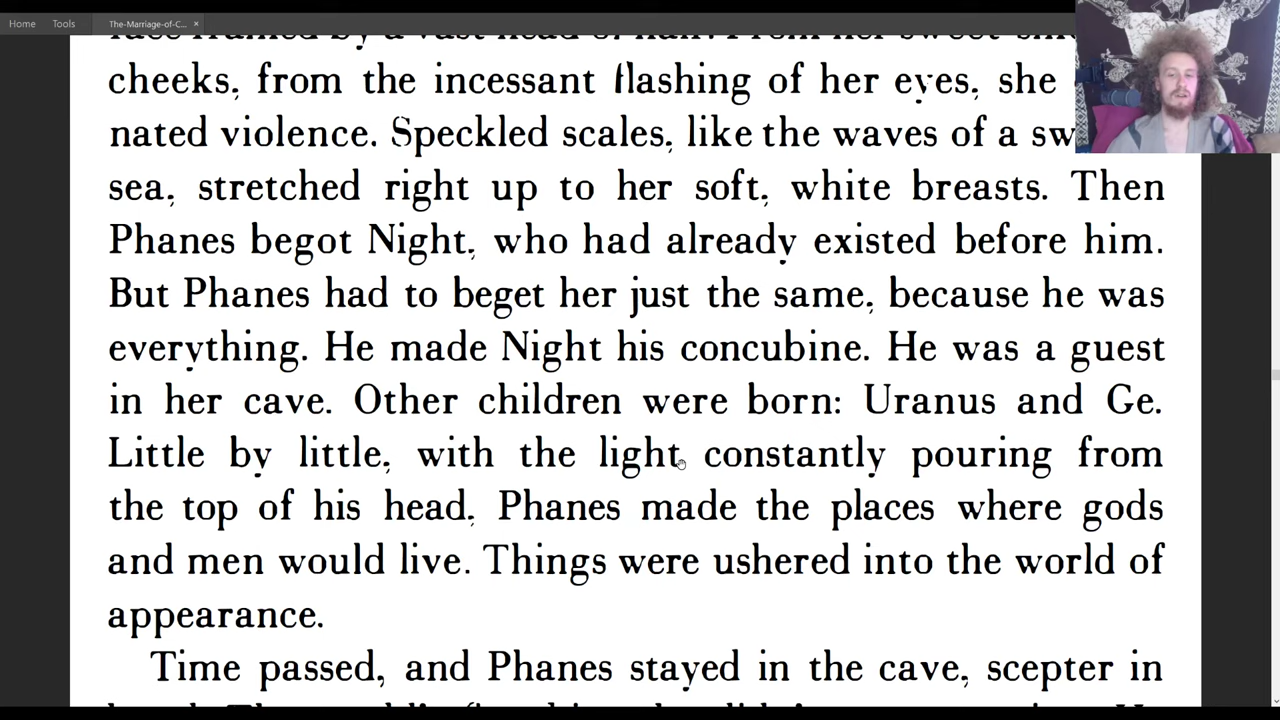 Home Tools The-Marriage-of-C... ×
cheeks, from the incessant flashing of her eyes, she
nated violence. Speckled scales, like the waves of a sw
sea, stretched right up to her soft, white breasts. Then
Phanes begot Night, who had already existed before him.
But Phanes had to beget her just the same, because he was
everything. He made Night his concubine. He was a guest
in her cave. Other children were born: Uranus and Ge.
Little by little, with the light constantly pouring from
the top of his head, Phanes made the places where gods
and men would live. Things were ushered into the world of
appearance.
Time passed, and Phanes stayed in the cave, scepter in